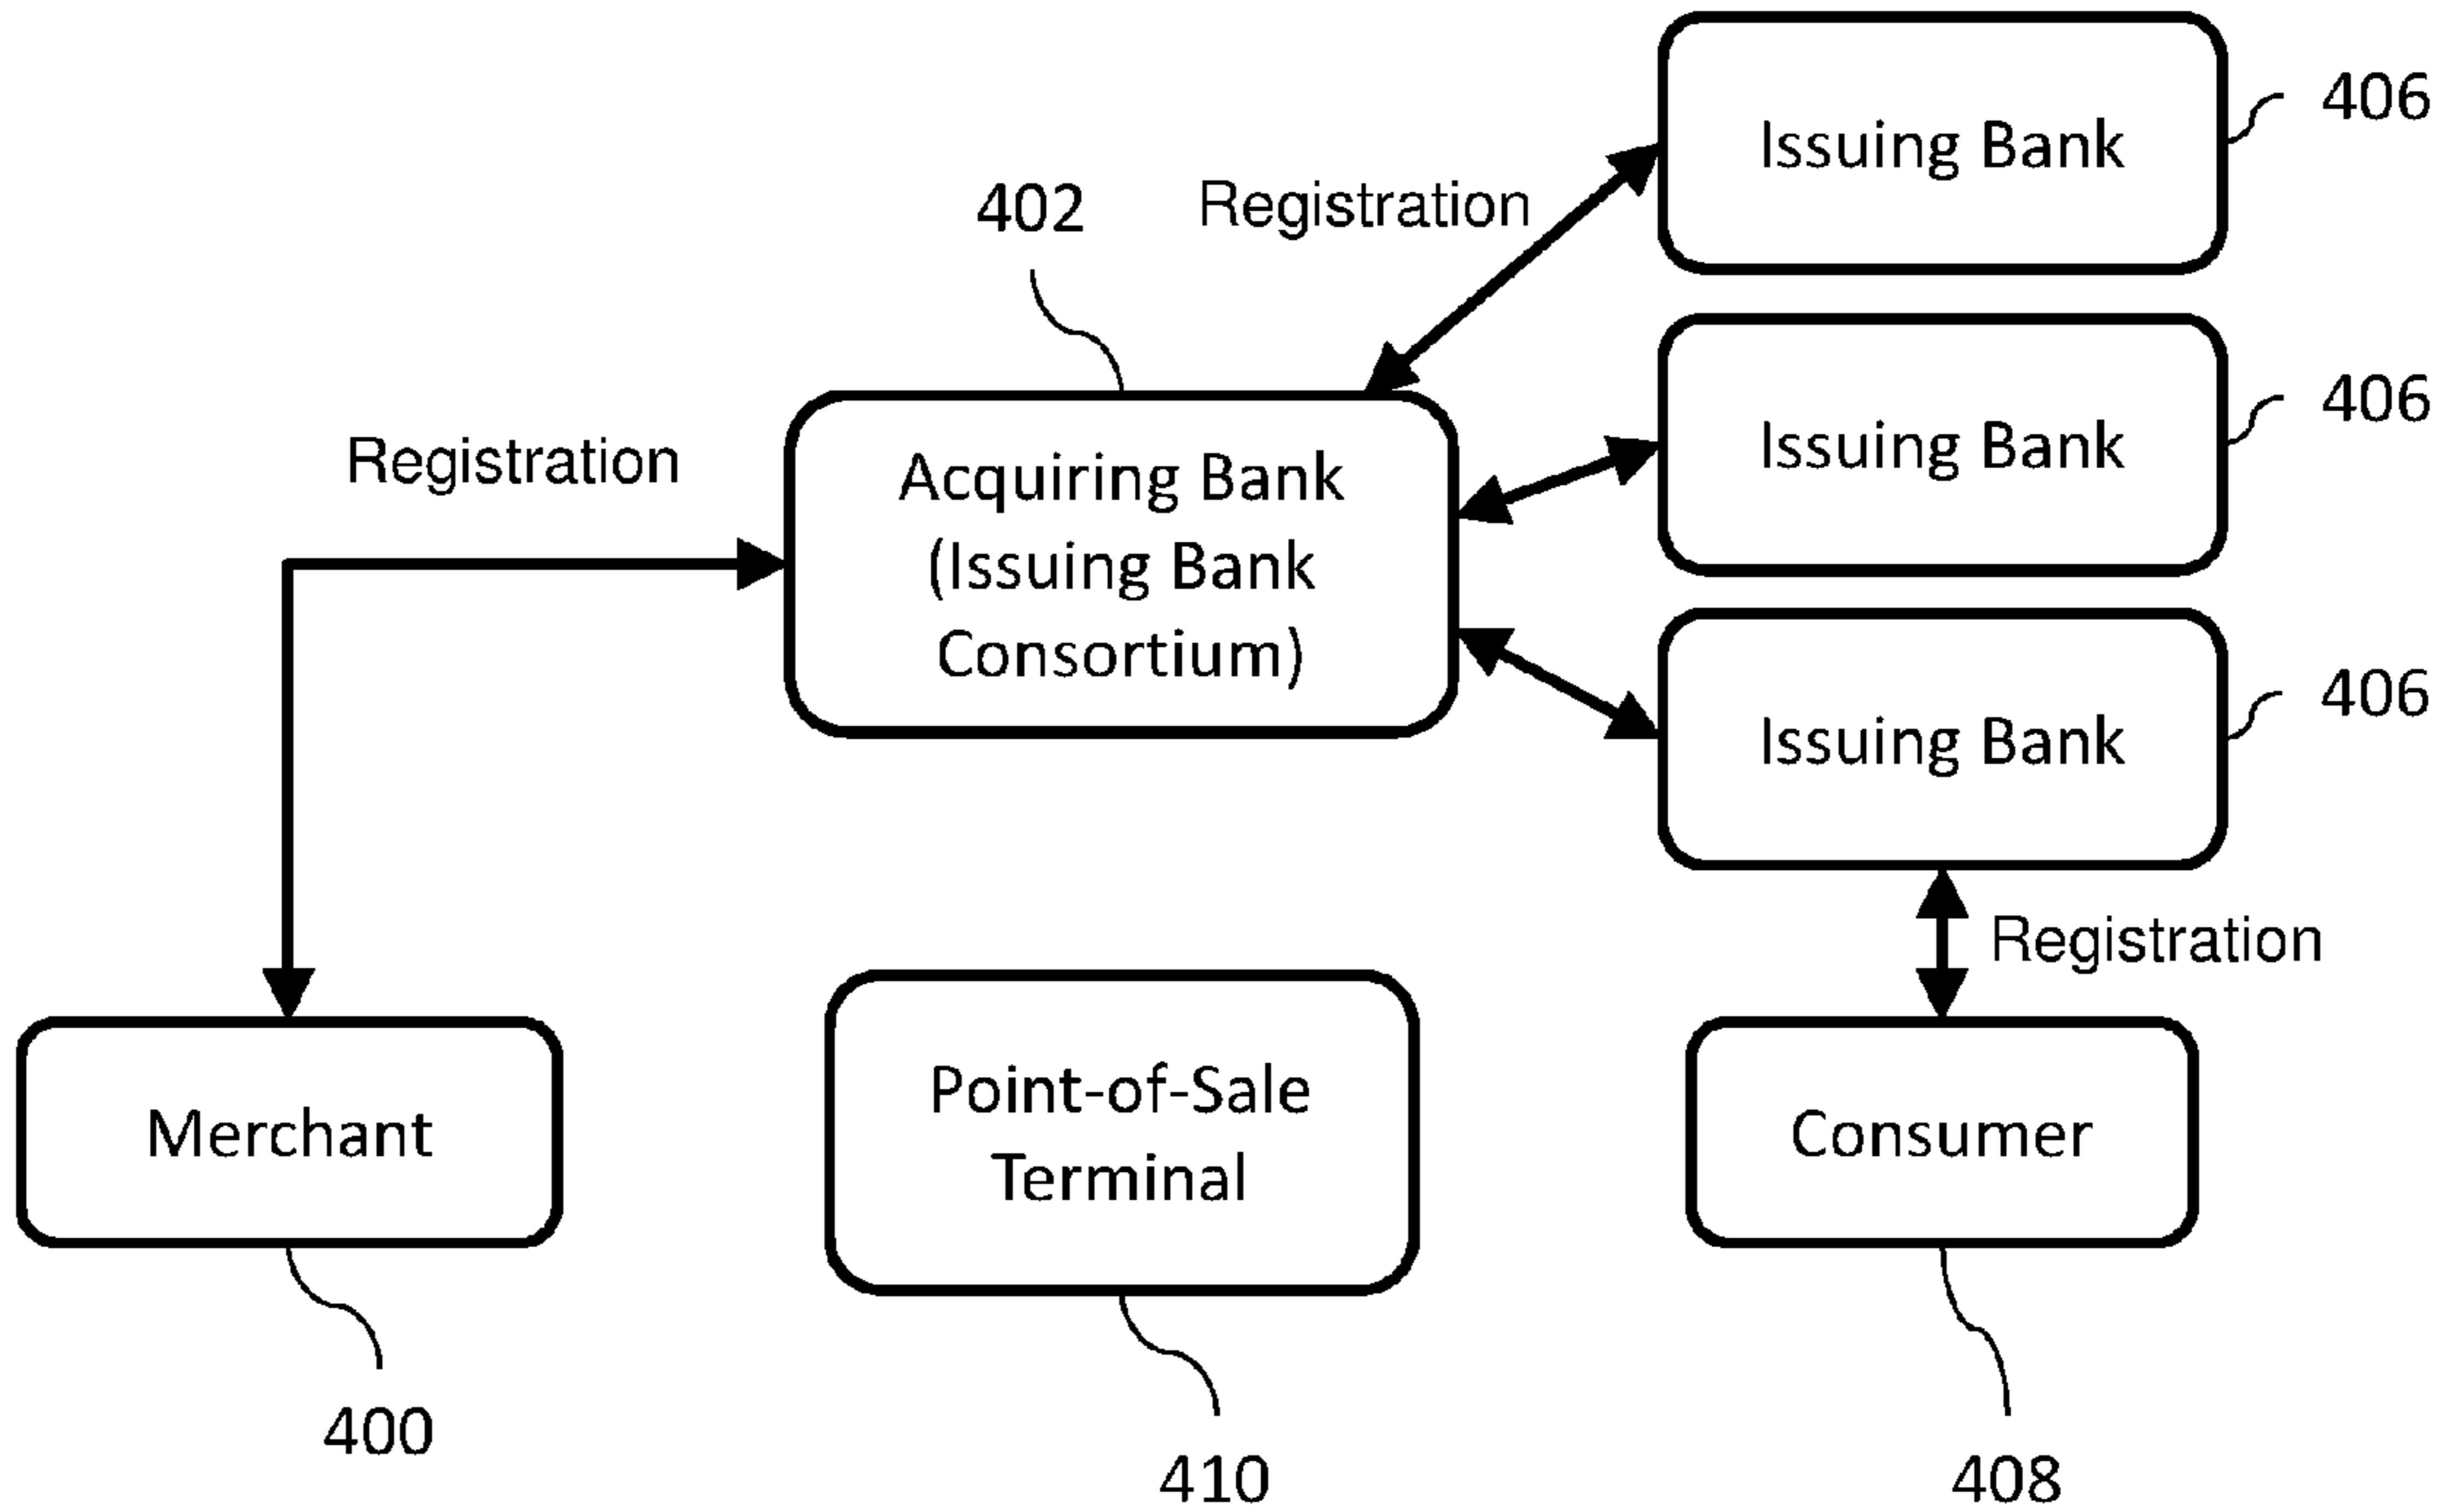 406
Issuing Bank
402
Registration
406
Issuing Bank
Registration
Acquiring Bank
(Issuing Bank
Consortium)
406
Issuing Bank
Registration
Merchant
Point-of-Sale
Terminal
Consumer
400
410
408